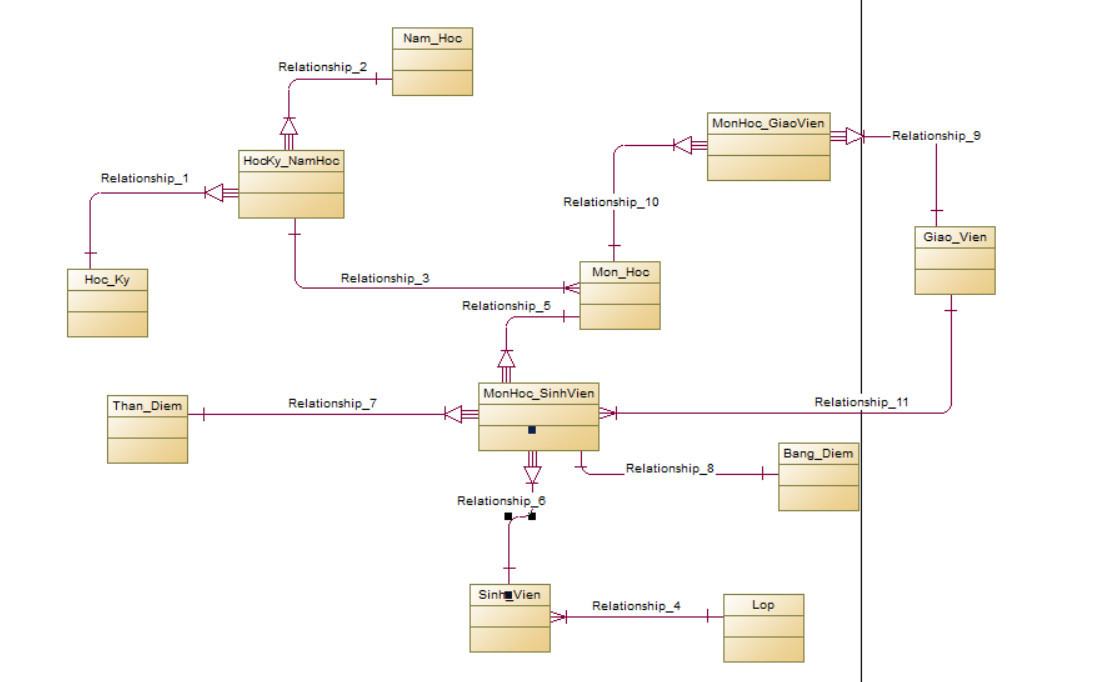 Nam_Hoc
Relationship_2
MonHoc_GiaoVien
Relationship_9
HocKy_NamHoc
Relationship_1
Relationship_10
Giao_Vien
Hoc_Ky
Relationship_3
Mon_Hoc
Relationship_5
MonHoc_SinhVien
Than_Diem
Relationship_7
Relationship_11
Bang_Diem
Relationship_8
Relationship_6
Sinh_Vien
Relationship_4
Lop